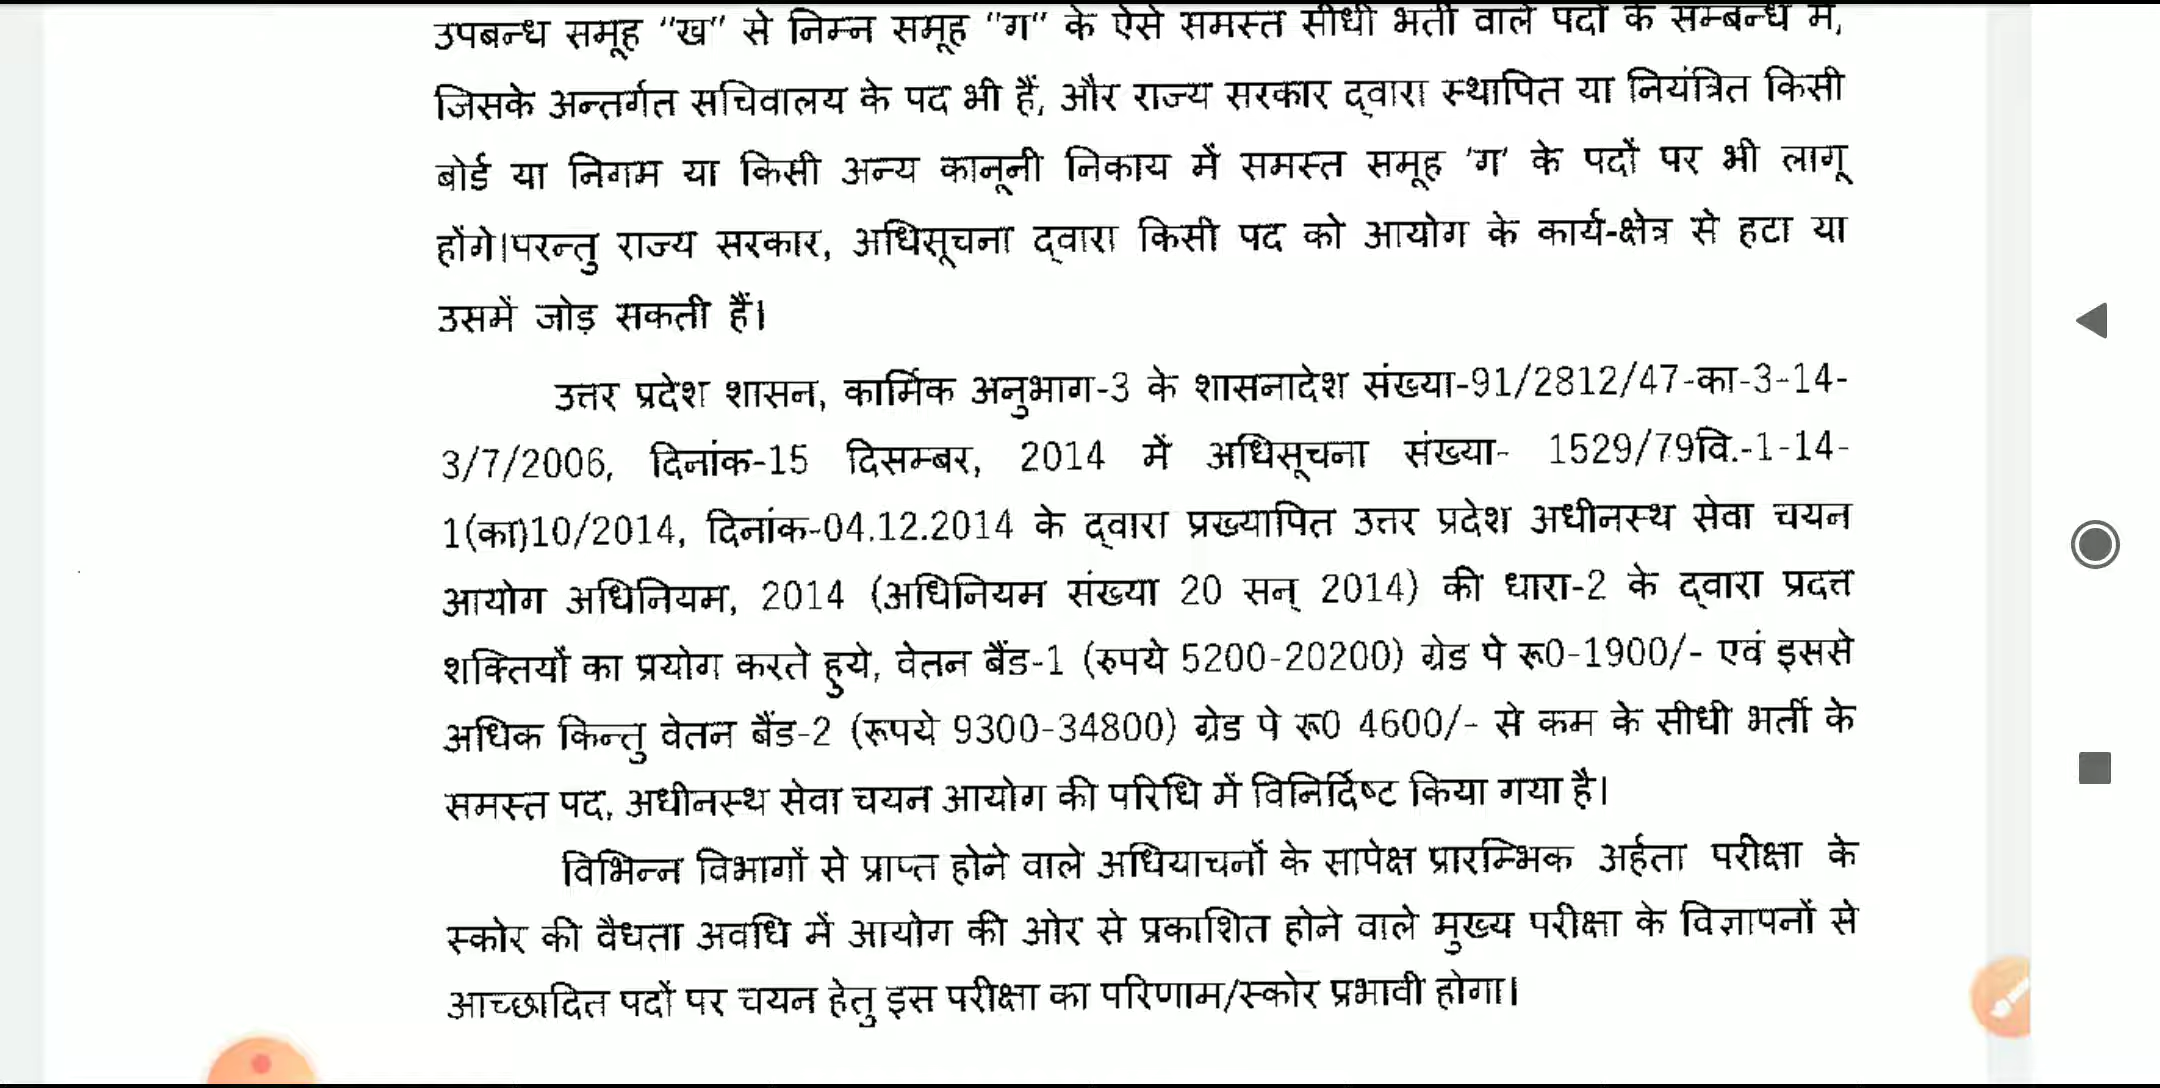 उपबन्ध समूह "ख" से निम्न समूह "ग" के ऐसे समस्त सीधी भर्ती वाले पदों के सम्बन्ध में,
जिसके अन्तर्गत सचिवालय के पद भी हैं, और राज्य सरकार द्वारा स्थापित या नियंत्रित किसी
बोर्ड या निगम या किसी अन्य कानूनी निकाय में समस्त समूह 'ग' के पदों पर भी लागू
होंगे।परन्तु राज्य सरकार, अधिसूचना द्वारा किसी पद को आयोग के कार्य-क्षेत्र से हटा या
उसमें जोड़ सकती हैं।
उत्तर प्रदेश शासन, कार्मिक अनुभाग-3 के शासनादेश संख्या-91/2812/47-का-3-14-
3/7/2006, दिनांक-15 दिसम्बर, 2014 में अधिसूचना संख्या- 1529/79वि.-1-14-
1(का)10/2014, दिनांक-04.12.2014 के द्वारा प्रख्यापित उत्तर प्रदेश अधीनस्थ सेवा चयन
आयोग अधिनियम, 2014 (अधिनियम संख्या 20 सन् 2014) की धारा-2 के द्वारा प्रदत्त
शक्तियों का प्रयोग करते हुये, वेतन बैंड-1 (रुपये 5200-20200) ग्रेड पे रू0-1900/- एवं इससे
अधिक किन्तु वेतन बैंड-2 (रूपये 9300-34800) ग्रेड पे रू0 4600/- से कम के सीधी भर्ती के
समस्त पद, अधीनस्थ सेवा चयन आयोग की परिधि में विनिर्दिष्ट किया गया है।
विभिन्न विभागों से प्राप्त होने वाले अधियाचनों के सापेक्ष प्रारम्भिक अर्हता परीक्षा के
स्कोर की वैधता अवधि में आयोग की ओर से प्रकाशित होने वाले मुख्य परीक्षा के विज्ञापनों से
आच्छादित पदों पर चयन हेतु इस परीक्षा का परिणाम/स्कोर प्रभावी होगा।